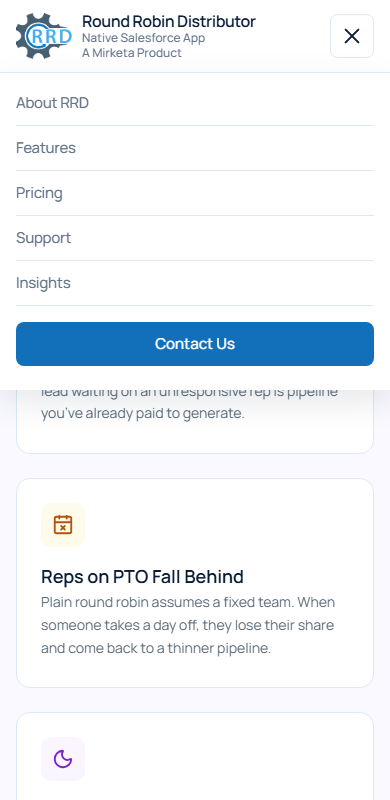 RRD
Round Robin Distributor
Native Salesforce App
A Mirketa Product
About RRD
Features
Pricing
Support
Insights
Contact Us
lead waiting on an unresponsive rep is pipeline
you've already paid to generate.
Reps on PTO Fall Behind
Plain round robin assumes a fixed team. When
someone takes a day off, they lose their share
and come back to a thinner pipeline.